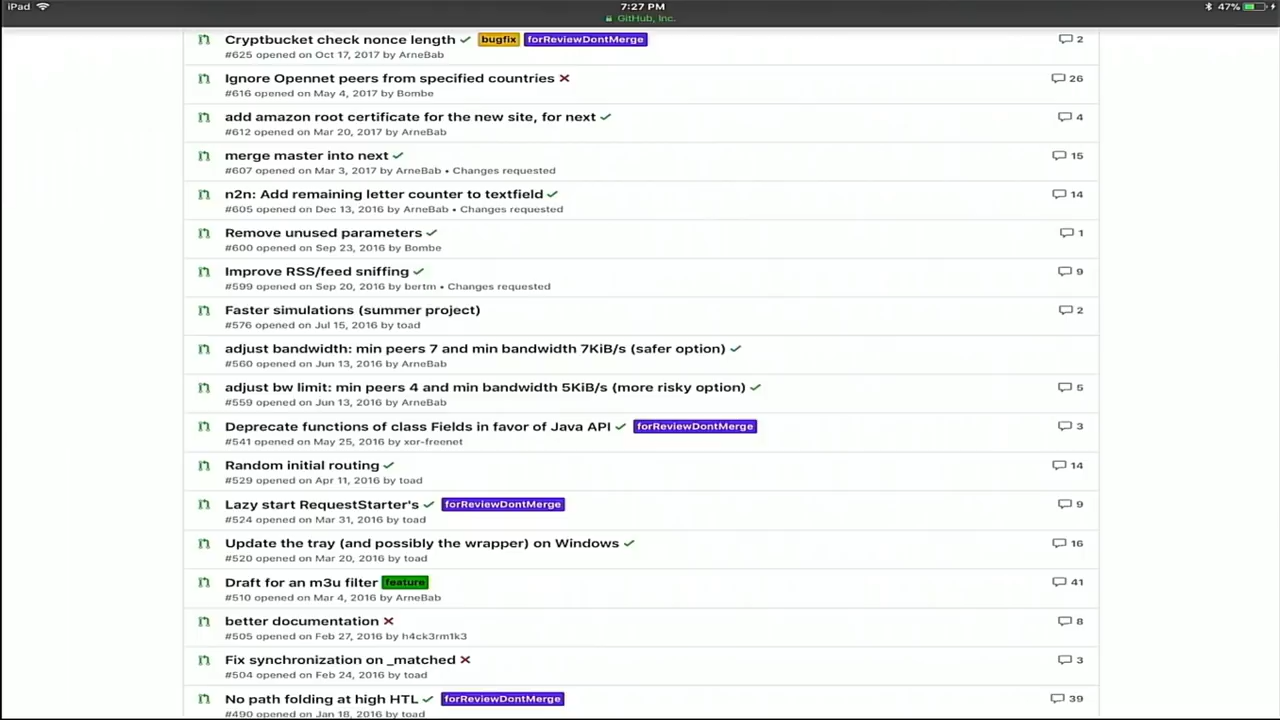 iPad 7:27 PM 47%
GitHub, Inc.
Cryptbucket check nonce length bugfix forReviewDontMerge 2
#625 opened on Oct 17, 2017 by ArneBab
Ignore Opennet peers from specified countries 26
#616 opened on May 4, 2017 by Bombe
add amazon root certificate for the new site, for next 4
#612 opened on Mar 20, 2017 by ArneBab
merge master into next 15
#607 opened on Mar 3, 2017 by ArneBab • Changes requested
n2n: Add remaining letter counter to textfield 14
#605 opened on Dec 13, 2016 by ArneBab • Changes requested
Remove unused parameters 1
#600 opened on Sep 23, 2016 by Bombe
Improve RSS/feed sniffing 9
#599 opened on Sep 20, 2016 by bertm • Changes requested
Faster simulations (summer project) 2
#576 opened on Jul 15, 2016 by toad
adjust bandwidth: min peers 7 and min bandwidth 7KiB/s (safer option)
#560 opened on Jun 13, 2016 by ArneBab
adjust bw limit: min peers 4 and min bandwidth 5KiB/s (more risky option) 5
#559 opened on Jun 13, 2016 by ArneBab
Deprecate functions of class Fields in favor of Java API forReviewDontMerge 3
#541 opened on May 25, 2016 by xor-freenet
Random initial routing 14
#529 opened on Apr 11, 2016 by toad
Lazy start RequestStarter's forReviewDontMerge 9
#524 opened on Mar 31, 2016 by toad
Update the tray (and possibly the wrapper) on Windows 16
#520 opened on Mar 20, 2016 by toad
Draft for an m3u filter feature 41
#510 opened on Mar 4, 2016 by ArneBab
better documentation 8
#505 opened on Feb 27, 2016 by h4ck3rm1k3
Fix synchronization on _matched 3
#504 opened on Feb 24, 2016 by toad
No path folding at high HTL forReviewDontMerge 39
#490 opened on Jan 18, 2016 by toad